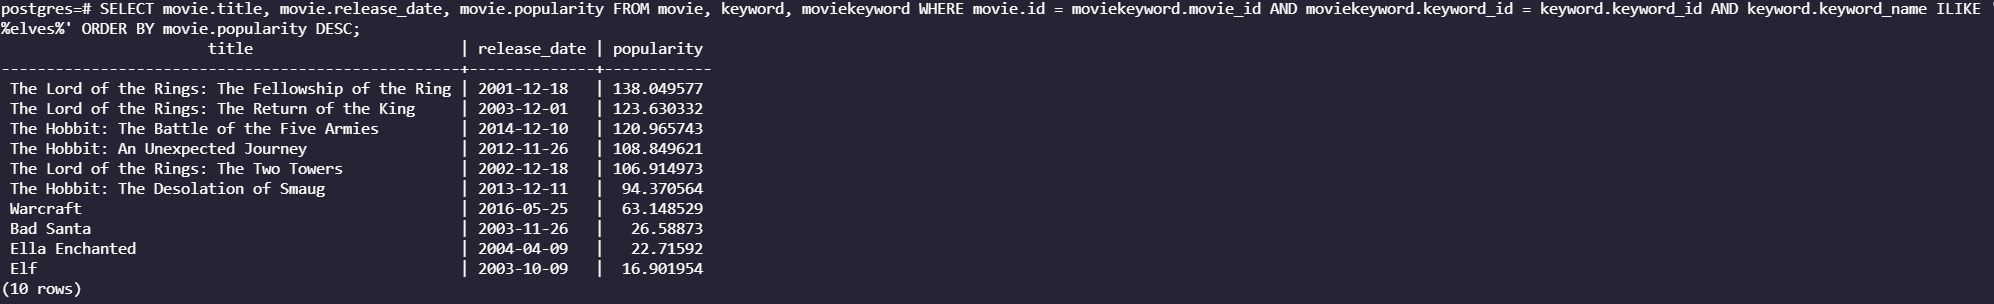 postgres=# SELECT movie.title, movie.release_date, movie.popularity FROM movie, keyword, moviekeyword WHERE movie.id = moviekeyword.movie_id AND moviekeyword.keyword_id = keyword.keyword_id AND keyword.keyword_name ILIKE '
%elves%' ORDER BY movie.popularity DESC;
                       title                       | release_date | popularity
---------------------------------------------------+--------------+------------
 The Lord of the Rings: The Fellowship of the Ring | 2001-12-18   | 138.049577
 The Lord of the Rings: The Return of the King     | 2003-12-01   | 123.630332
 The Hobbit: The Battle of the Five Armies         | 2014-12-10   | 120.965743
 The Hobbit: An Unexpected Journey                 | 2012-11-26   | 108.849621
 The Lord of the Rings: The Two Towers             | 2002-12-18   | 106.914973
 The Hobbit: The Desolation of Smaug               | 2013-12-11   |  94.370564
 Warcraft                                          | 2016-05-25   |  63.148529
 Bad Santa                                         | 2003-11-26   |   26.58873
 Ella Enchanted                                    | 2004-04-09   |   22.71592
 Elf                                               | 2003-10-09   |  16.901954
(10 rows)